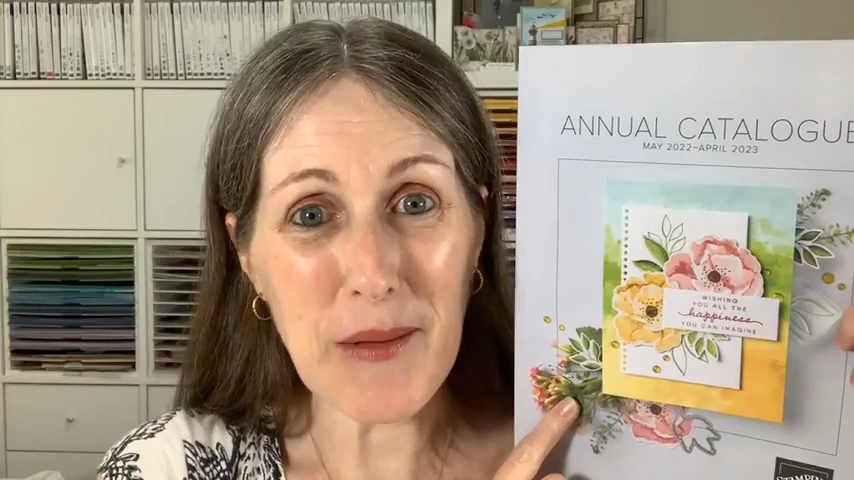 ANNUAL CATALOGUE
MAY 2022–APRIL 2023
WISHING
YOU ALL THE
happiness
YOU CAN IMAGINE